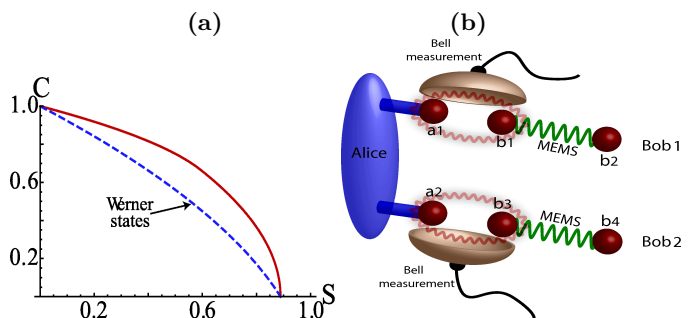 (a)
(b)
C
1.0
0.6
0.2
Werner
states
0.2
0.6
1.0
S
Bell
measurement
Alice
a1
b1
MEMS
b2
Bob 1
a2
b3
MEMS
b4
Bob 2
Bell
measurement